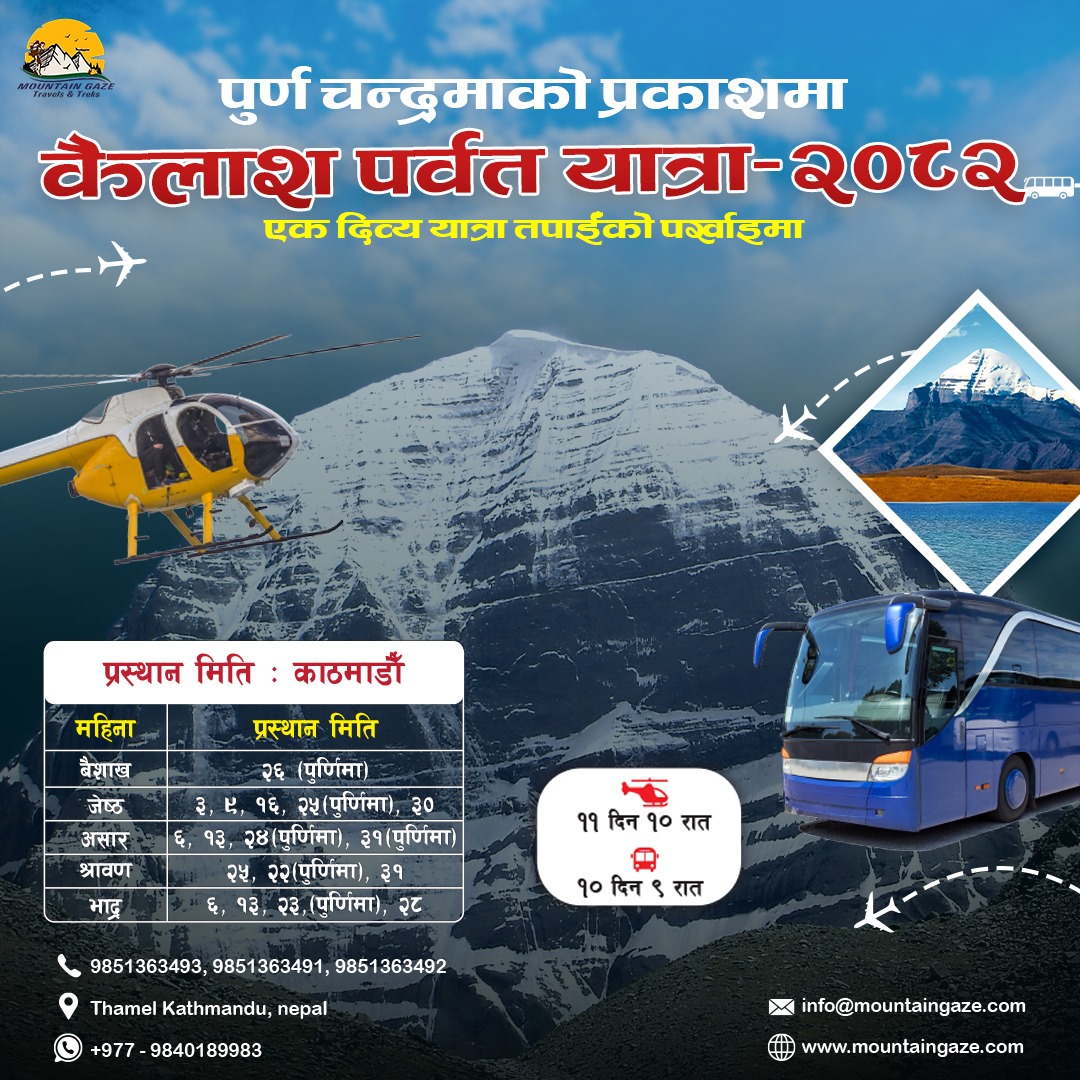 MOUNTAIN GAZE
Travels & Treks
पुर्ण चन्द्रमाको प्रकाशमा
कैलाश पर्वत यात्रा-२०८२
एक दिव्य यात्रा तपाईको पर्खाइमा
प्रस्थान मिति : काठमाडौँ
महिना प्रस्थान मिति
बैशाख २६ (पुर्णिमा)
जेष्ठ ३, ९, १६, २५(पुर्णिमा), ३०
असार ६, १३, २४(पुर्णिमा), ३१(पुर्णिमा)
श्रावण २५, २२(पुर्णिमा), ३१
भाद्र ६, १३, २३,(पुर्णिमा), २८
११ दिन १० रात
१० दिन ९ रात
9851363493, 9851363491, 9851363492
Thamel Kathmandu, nepal
+977 - 9840189983
info@mountaingaze.com
www.mountaingaze.com